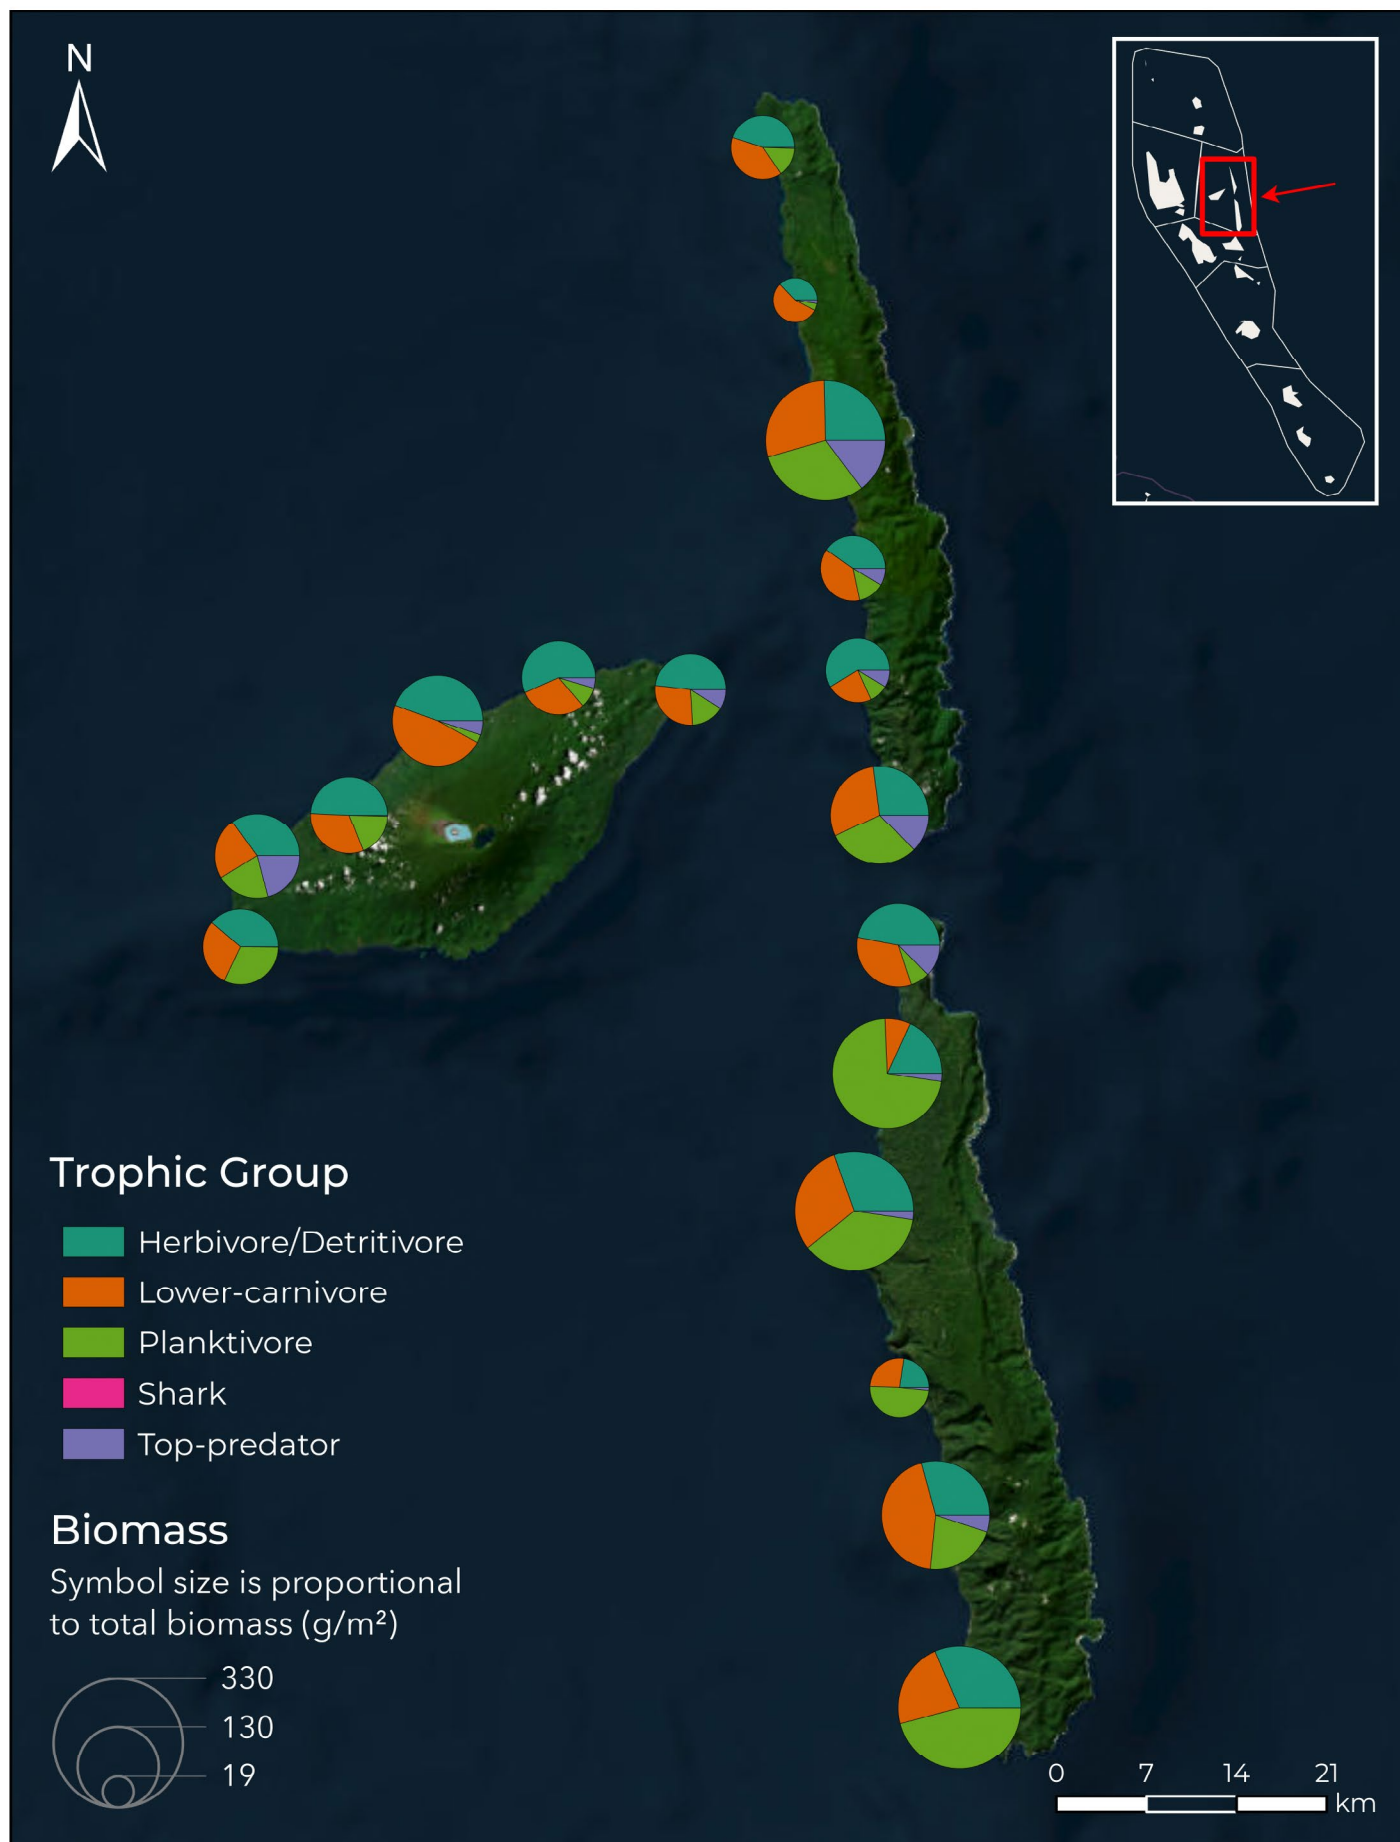 N
Trophic Group
Herbivore/Detritivore
Lower-carnivore
Planktivore
Shark
Top-predator
Biomass
Symbol size is proportional
to total biomass (g/m²)
330
130
19
0 7 14 21
km